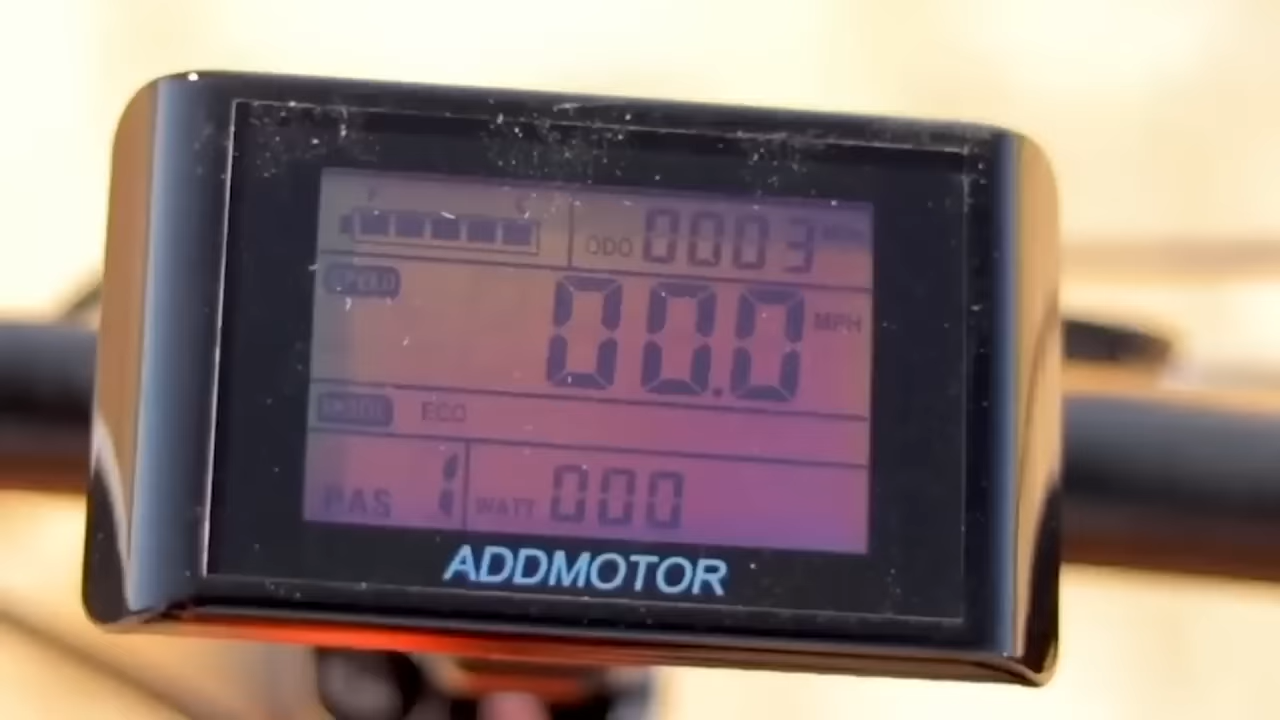 ODO 0003
SPEED
00.0 MPH
MODE ECO
PAS 1 WATT 000
ADDMOTOR